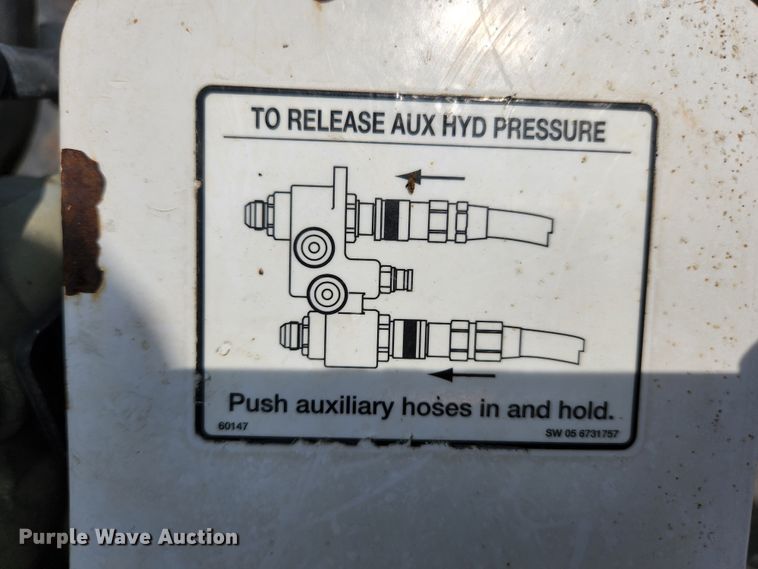 TO RELEASE AUX HYD PRESSURE
Push auxiliary hoses in and hold.
60147
SW 05 6731757
Purple Wave Auction